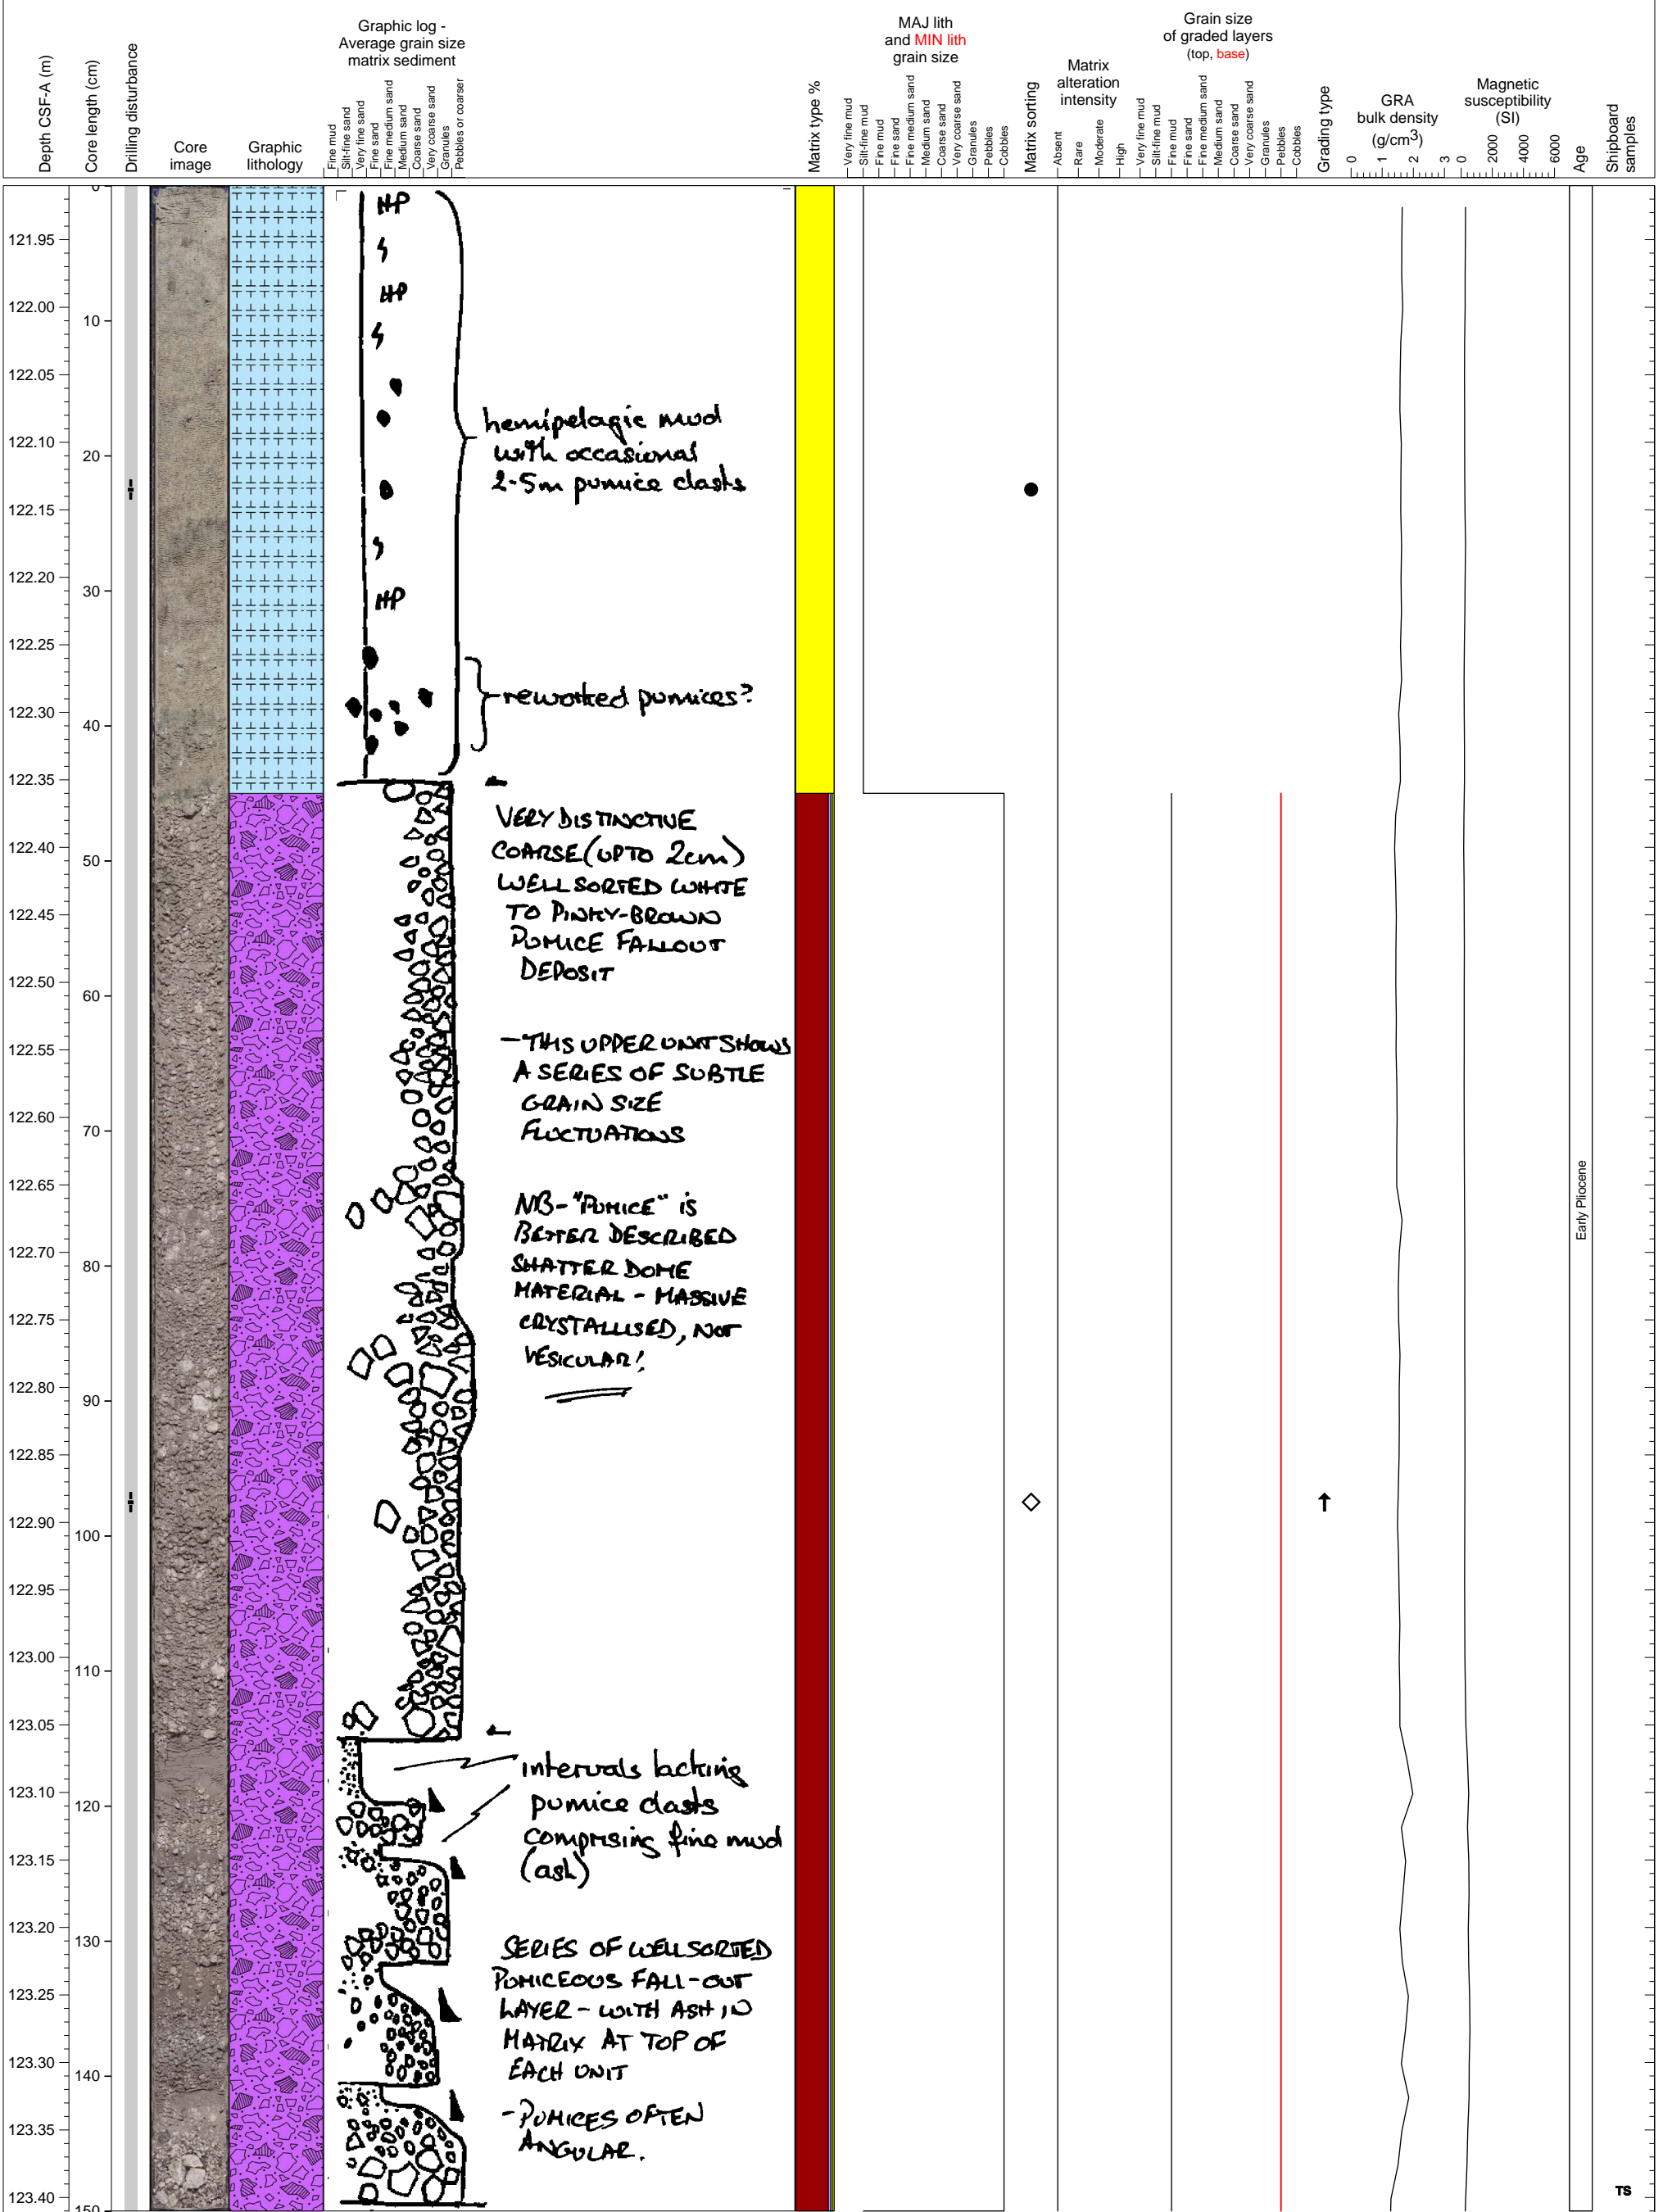 Depth CSF-A (m)
Core length (cm)
Drilling disturbance
Core
image
Graphic
lithology
Graphic log -
Average grain size
matrix sediment
Fine mud
Silt-fine sand
Very fine sand
Fine sand
Fine medium sand
Medium sand
Coarse sand
Very coarse sand
Granules
Pebbles or coarser
Matrix type %
MAJ lith
and MIN lith
grain size
Very fine mud
Silt-fine mud
Fine mud
Fine sand
Fine medium sand
Medium sand
Coarse sand
Very coarse sand
Granules
Pebbles
Cobbles
Matrix sorting
Matrix
alteration
intensity
Absent
Rare
Moderate
High
Grain size
of graded layers
(top, base)
Very fine mud
Silt-fine mud
Fine mud
Fine sand
Fine medium sand
Medium sand
Coarse sand
Very coarse sand
Granules
Pebbles
Cobbles
Grading type
GRA
bulk density
(g/cm3)
0 1 2 3
Magnetic
susceptibility
(SI)
0 2000 4000 6000
Age
Shipboard
samples
121.95
122.00
122.05
122.10
122.15
122.20
122.25
122.30
122.35
122.40
122.45
122.50
122.55
122.60
122.65
122.70
122.75
122.80
122.85
122.90
122.95
123.00
123.05
123.10
123.15
123.20
123.25
123.30
123.35
123.40
0
10
20
30
40
50
60
70
80
90
100
110
120
130
140
150
HP
HP
HP
hemipelagic mud
with occasional
2-5m pumice clasts
reworked pumices?
VERY DISTINCTIVE
COARSE (UPTO 2cm)
WELL SORTED WHITE
TO PINKY-BROWN
PUMICE FALLOUT
DEPOSIT
- THIS UPPER UNIT SHOWS
A SERIES OF SUBTLE
GRAIN SIZE
FLUCTUATIONS
NB - "PUMICE" is
BETTER DESCRIBED
SHATTER DOME
MATERIAL - MASSIVE
CRYSTALLISED, NOT
VESICULAR!
intervals lacking
pumice clasts
comprising fine mud
(ash)
SERIES OF WELL SORTED
PUMICEOUS FALL-OUT
LAYER - WITH ASH IN
MATRIX AT TOP OF
EACH UNIT
- PUMICES OFTEN
ANGULAR.
Early Pliocene
TS